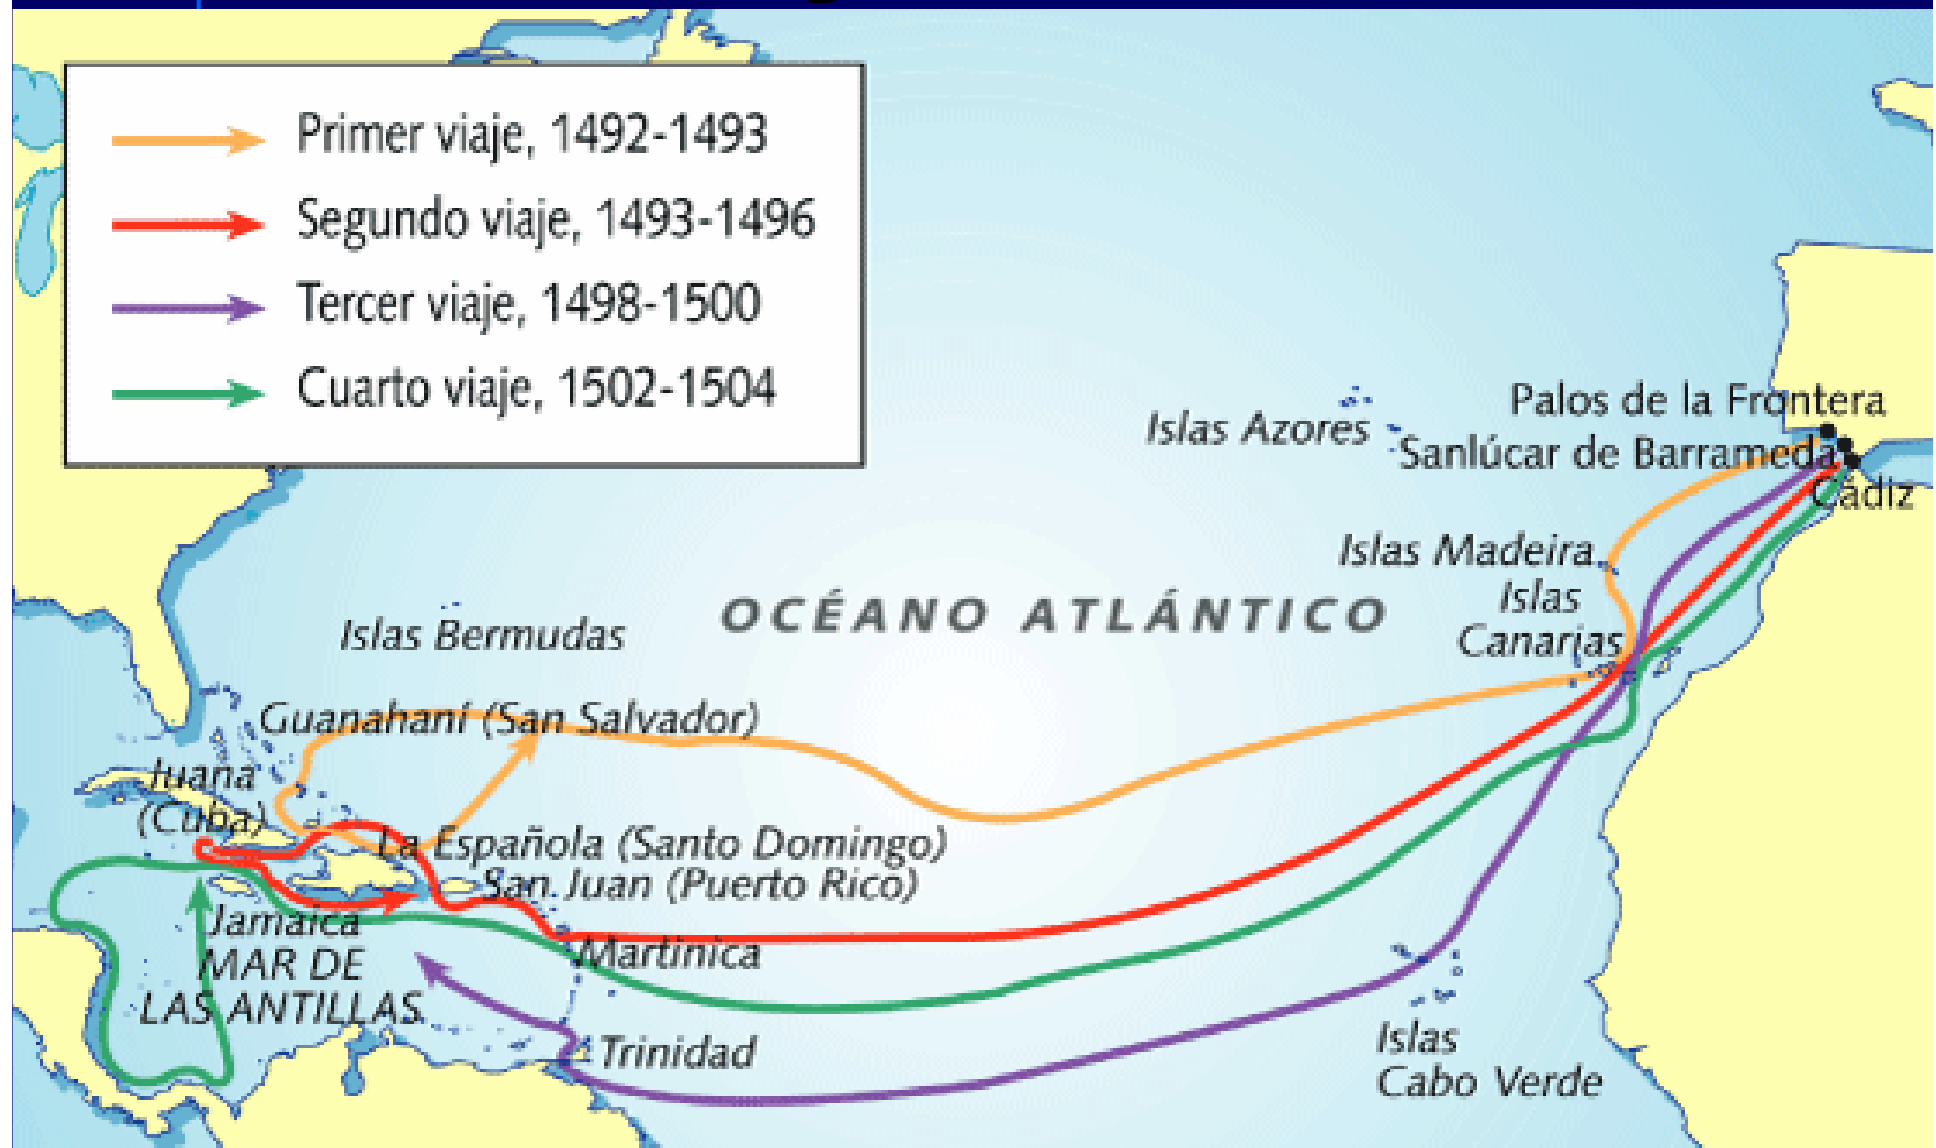 Primer viaje, 1492-1493
Segundo viaje, 1493-1496
Tercer viaje, 1498-1500
Cuarto viaje, 1502-1504
Palos de la Frontera
Islas Azores
Sanlúcar de Barrameda
Cádiz
Islas Madeira
Islas
Canarias
OCÉANO ATLÁNTICO
Islas Bermudas
Guanahaní (San Salvador)
Juana
(Cuba)
La Española (Santo Domingo)
San Juan (Puerto Rico)
Jamaica
Martinica
MAR DE
LAS ANTILLAS
Trinidad
Islas
Cabo Verde